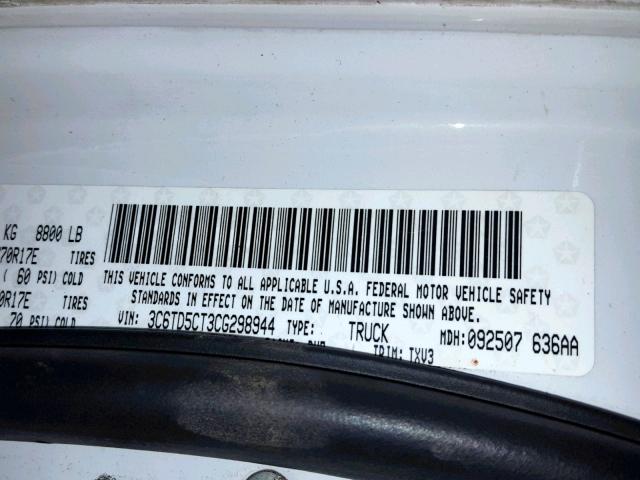 KG 8800 LB
70R17E TIRES
( 60 PSI) COLD
0R17E TIRES
70 PSI) COLD
THIS VEHICLE CONFORMS TO ALL APPLICABLE U.S.A. FEDERAL MOTOR VEHICLE SAFETY
STANDARDS IN EFFECT ON THE DATE OF MANUFACTURE SHOWN ABOVE.
VIN: 3C6TD5CT3CG298944 TYPE: TRUCK MDH:092507 636AA
TRIM: TXV3